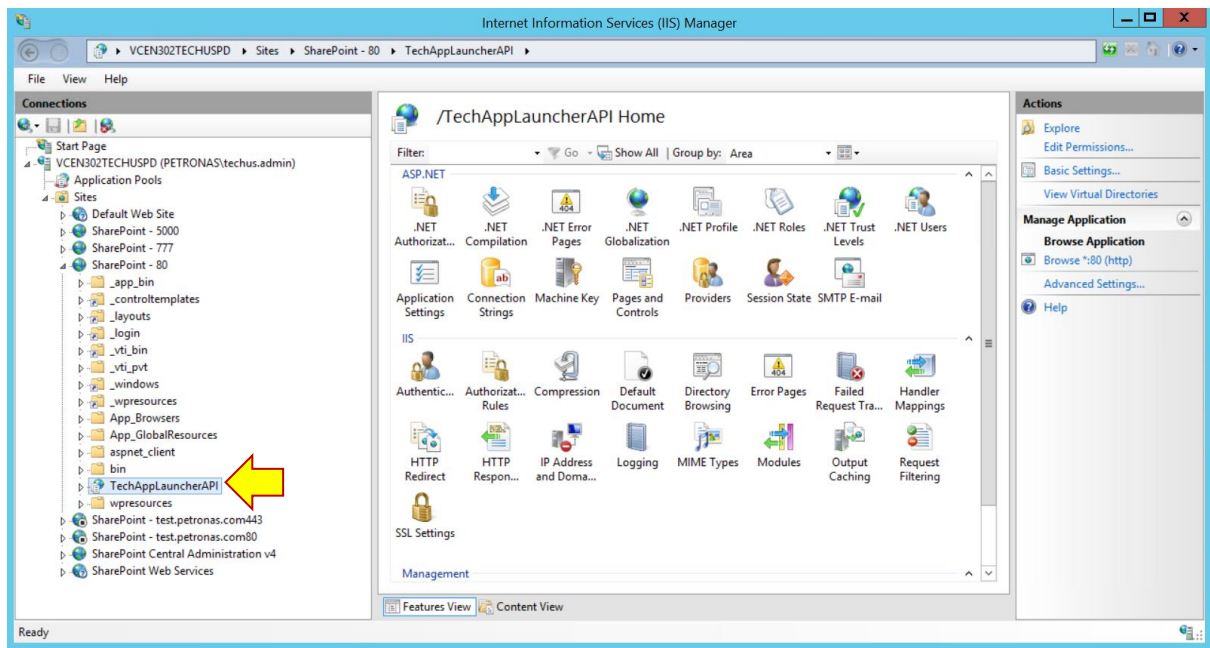 Internet Information Services (IIS) Manager
VCEN302TECHUSPD Sites SharePoint - 80 TechAppLauncherAPI
File View Help
Connections
Start Page
VCEN302TECHUSPD (PETRONAS\techus.admin)
Application Pools
Sites
Default Web Site
SharePoint - 5000
SharePoint - 777
SharePoint - 80
_app_bin
_controltemplates
_layouts
_login
_vti_bin
_vti_pvt
_windows
_wpresources
App_Browsers
App_GlobalResources
aspnet_client
bin
TechAppLauncherAPI
wpresources
SharePoint - test.petronas.com443
SharePoint - test.petronas.com80
SharePoint Central Administration v4
SharePoint Web Services
/TechAppLauncherAPI Home
Filter: Go Show All Group by: Area
ASP.NET
.NET Authorizat...
.NET Compilation
.NET Error Pages
.NET Globalization
.NET Profile
.NET Roles
.NET Trust Levels
.NET Users
Application Settings
Connection Strings
Machine Key
Pages and Controls
Providers
Session State
SMTP E-mail
IIS
Authentic...
Authorizat... Rules
Compression
Default Document
Directory Browsing
Error Pages
Failed Request Tra...
Handler Mappings
HTTP Redirect
HTTP Respon...
IP Address and Doma...
Logging
MIME Types
Modules
Output Caching
Request Filtering
SSL Settings
Management
Features View Content View
Actions
Explore
Edit Permissions...
Basic Settings...
View Virtual Directories
Manage Application
Browse Application
Browse *:80 (http)
Advanced Settings...
Help
Ready